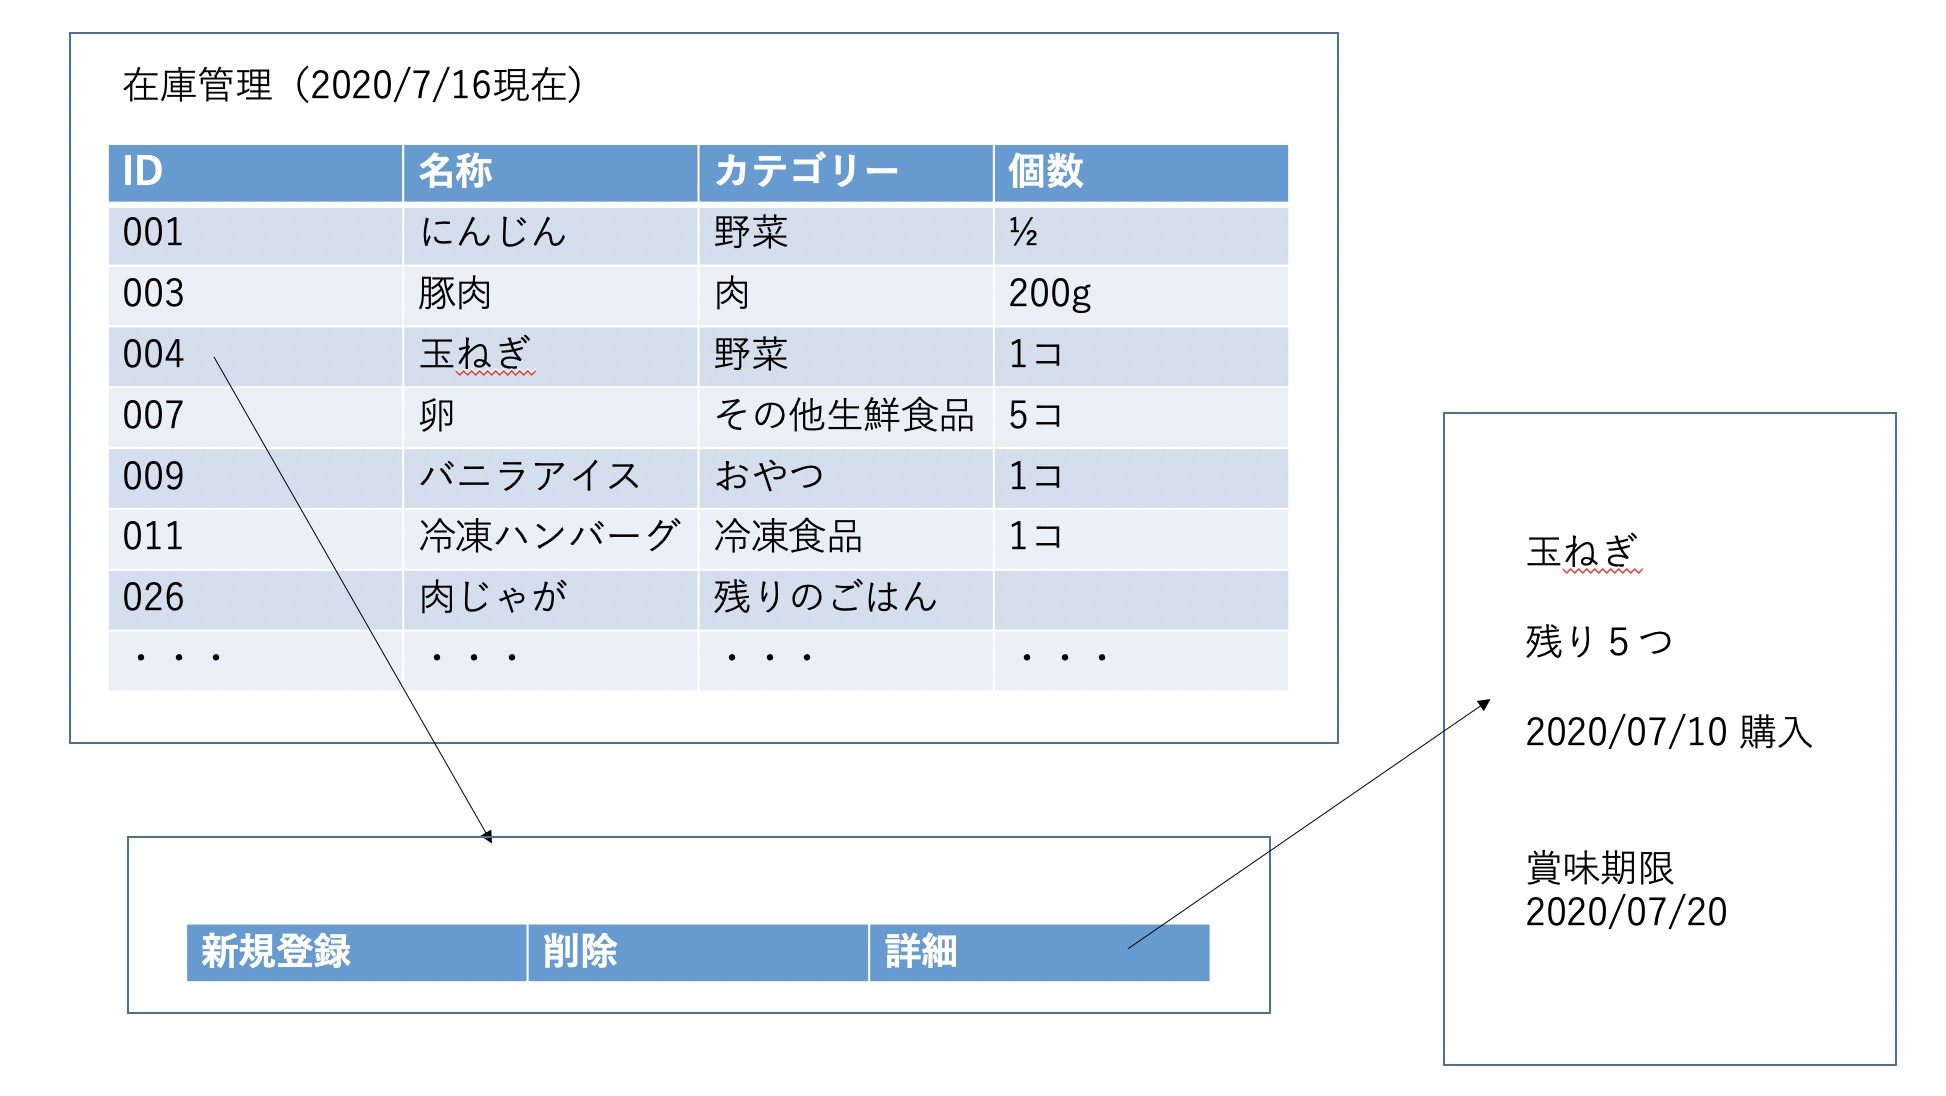 在庫管理（2020/7/16現在）
ID 名称 カテゴリー 個数
001 にんじん 野菜 ½
003 豚肉 肉 200g
004 玉ねぎ 野菜 1コ
007 卵 その他生鮮食品 5コ
009 バニラアイス おやつ 1コ
011 冷凍ハンバーグ 冷凍食品 1コ
026 肉じゃが 残りのごはん
・・・ ・・・ ・・・ ・・・
新規登録 削除 詳細
玉ねぎ
残り５つ
2020/07/10 購入
賞味期限
2020/07/20